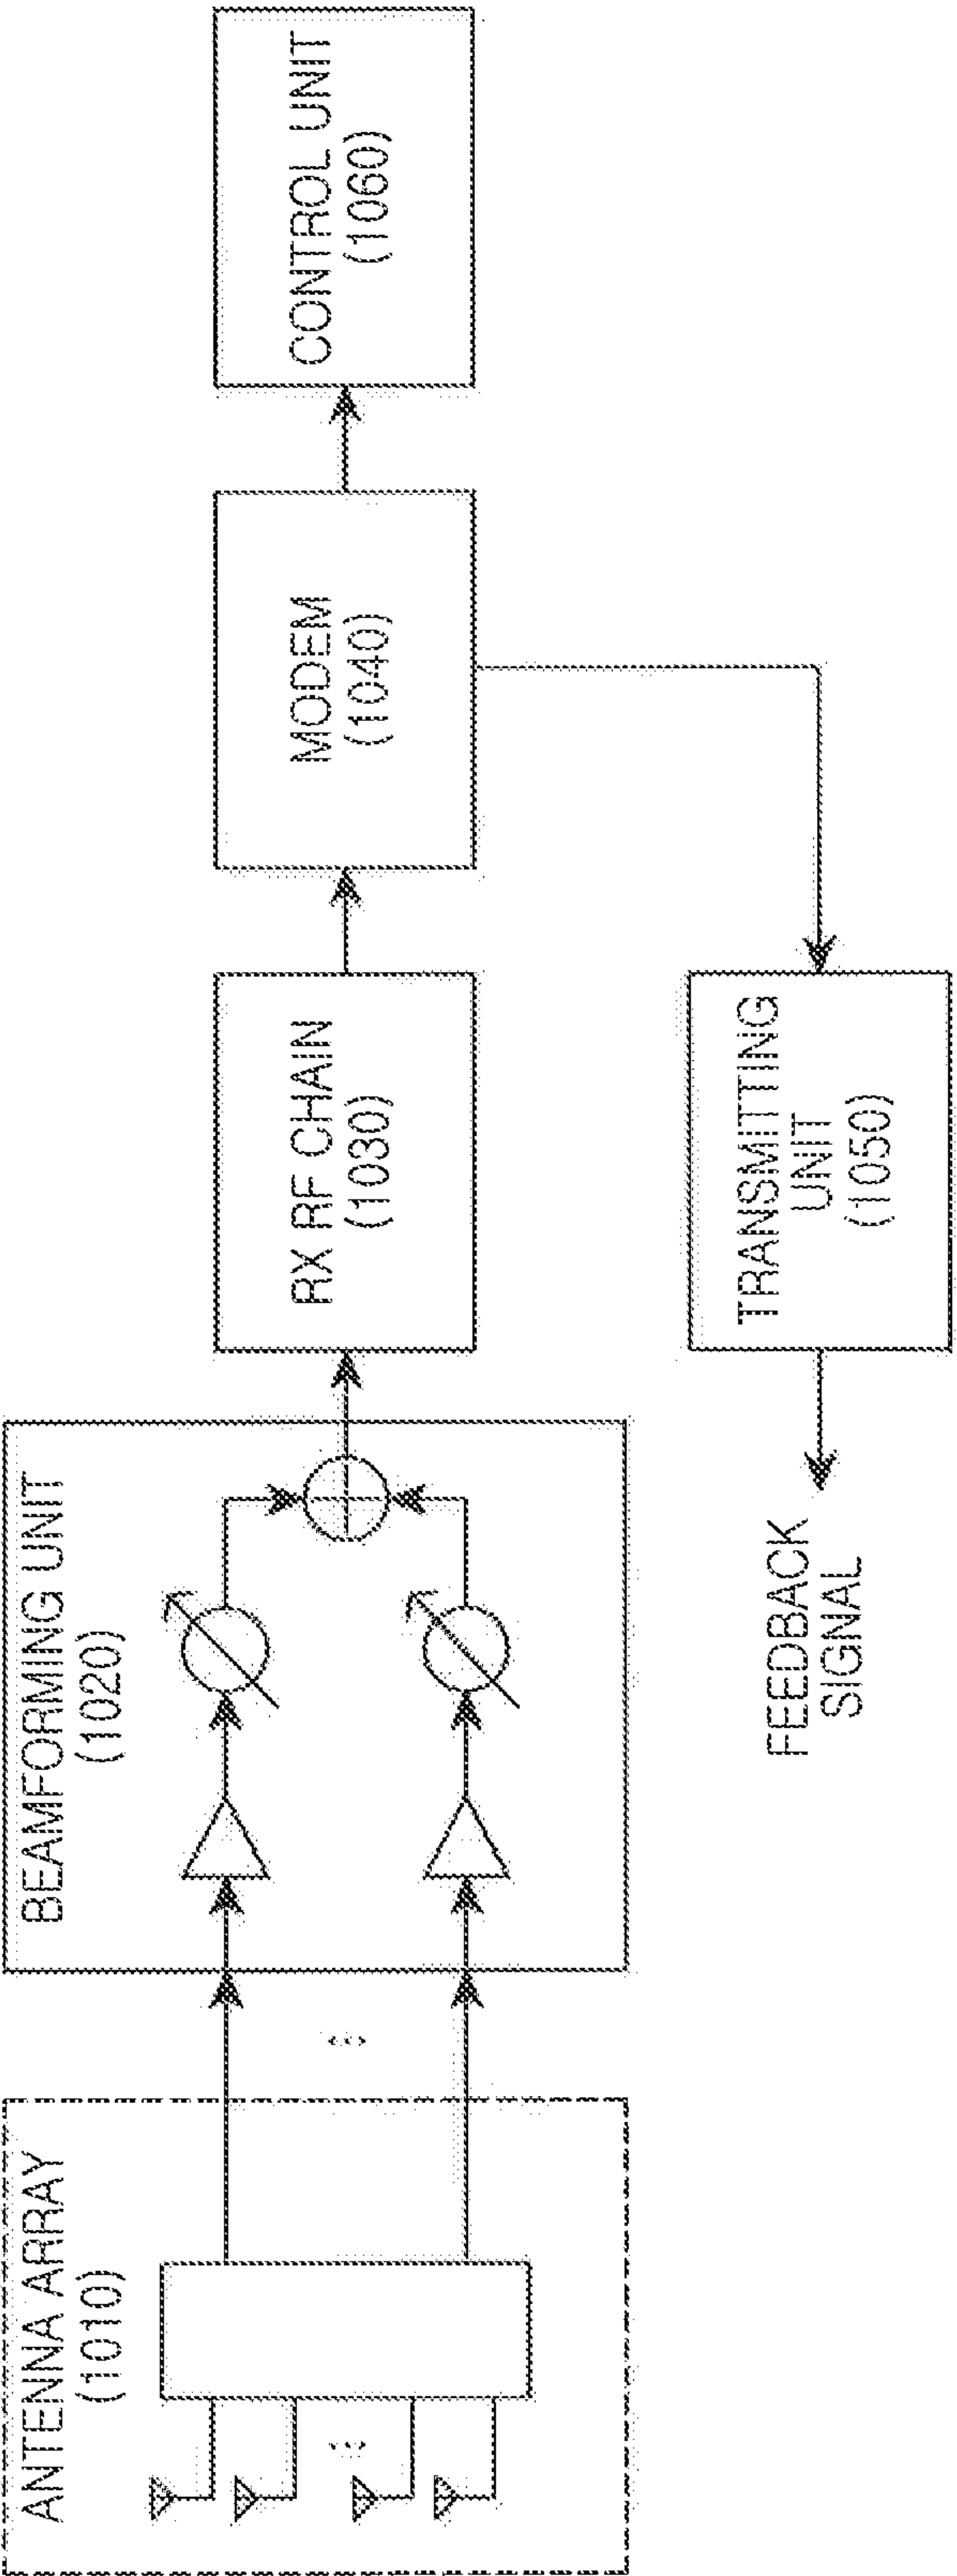 ANTENNA ARRAY
(1010)
BEAMFORMING UNIT
(1020)
RX RF CHAIN
(1030)
MODEM
(1040)
CONTROL UNIT
(1060)
TRANSMITTING
UNIT
(1050)
FEEDBACK
SIGNAL